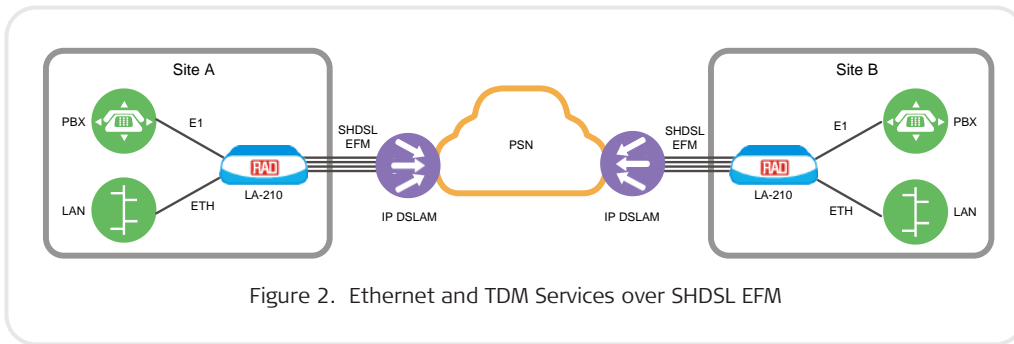 Site A
PBX
E1
LAN
ETH
RAD
LA-210
SHDSL
EFM
IP DSLAM
PSN
SHDSL
EFM
IP DSLAM
Site B
RAD
LA-210
E1
PBX
ETH
LAN
Figure 2. Ethernet and TDM Services over SHDSL EFM